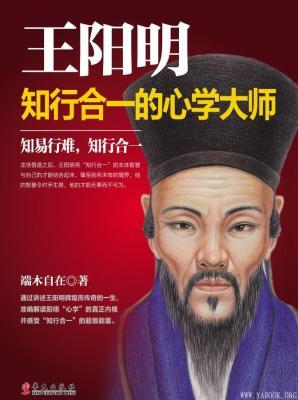 王阳明
知行合一的心学大师
知易行难，知行合一
龙场悟道之后，王阳明将“知行合一”的本体智慧
与自己的才能结合起来，臻至前所未有的境界，他
的智慧令对手生畏，他的才能无事而不可为。
端木自在◎著
通过讲述王阳明辉煌而传奇的一生，
准确解读阳明“心学”的真正内核
并感受“知行合一”的超级能量。
华文出版社
WWW.YABOOK.ORG